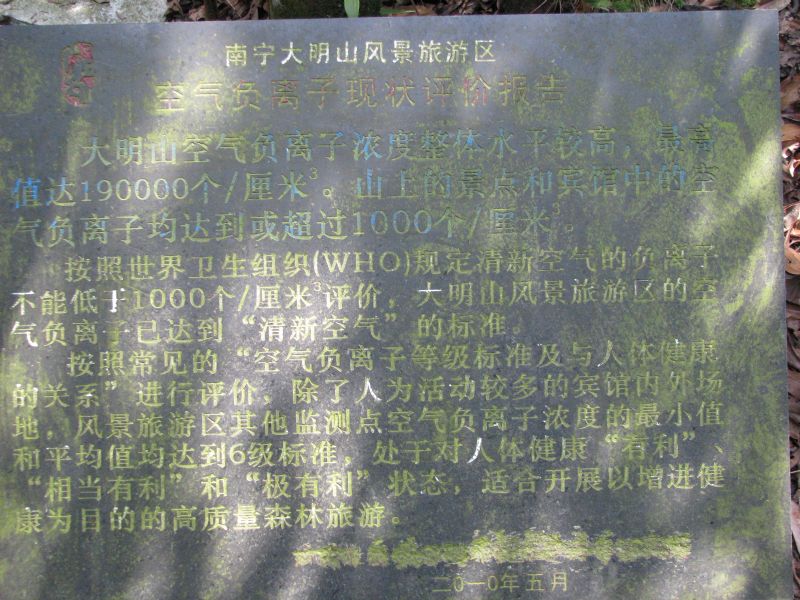 南宁大明山风景旅游区
空气负离子现状评价报告
大明山空气负离子浓度整体水平较高，最高
值达190000个/厘米³。山上的景点和宾馆中的空
气负离子均达到或超过1000个/厘米³。
按照世界卫生组织(WHO)规定清新空气的负离子
不能低于1000个/厘米³评价，大明山风景旅游区的空
气负离子已达到“清新空气”的标准。
按照常见的“空气负离子等级标准及与人体健康
的关系”进行评价，除了人为活动较多的宾馆内外场
地，风景旅游区其他监测点空气负离子浓度的最小值
和平均值均达到6级标准，处于对人体健康“有利”、
“相当有利”和“极有利”状态，适合开展以增进健
康为目的的高质量森林旅游。
二0一0年五月